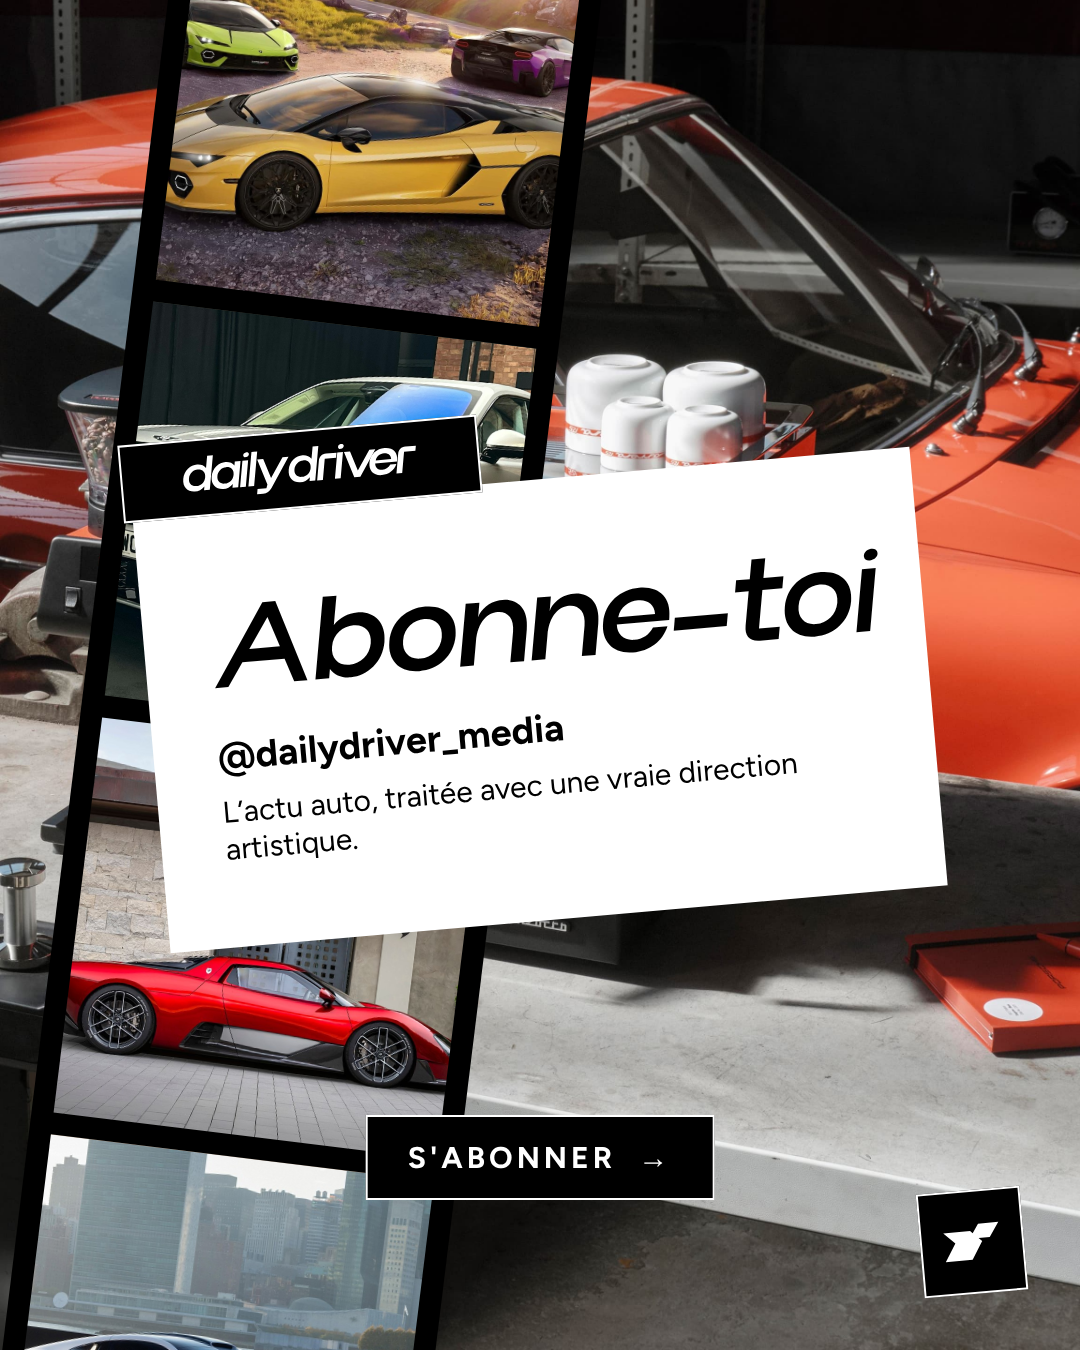 dailydriver
Abonne-toi
@dailydriver_media
L’actu auto, traitée avec une vraie direction
artistique.
S'ABONNER →